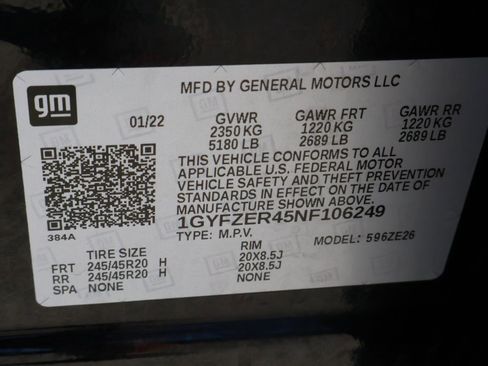 gm
MFD BY GENERAL MOTORS LLC
01/22 GVWR GAWR FRT GAWR RR
2350 KG 1220 KG 1220 KG
5180 LB 2689 LB 2689 LB
THIS VEHICLE CONFORMS TO ALL
APPLICABLE U.S. FEDERAL MOTOR
VEHICLE SAFETY AND THEFT PREVENTION
STANDARDS IN EFFECT ON THE DATE OF
MANUFACTURE SHOWN ABOVE.
1GYFZER45NF106249
384A
TYPE: M.P.V. MODEL: 596ZE26
TIRE SIZE RIM
FRT 245/45R20 H 20X8.5J
RR 245/45R20 H 20X8.5J
SPA NONE NONE